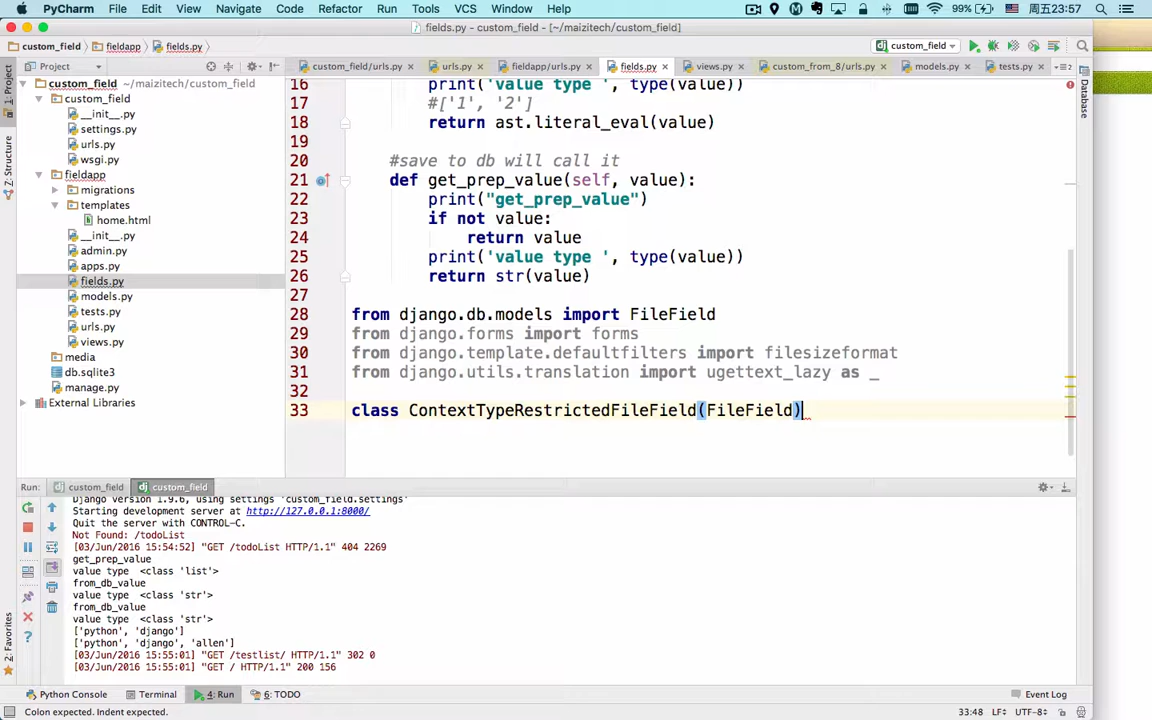 PyCharm File Edit View Navigate Code Refactor Run Tools VCS Window Help 99% 周五23:57
fields.py - custom_field - [~/maizitech/custom_field]
custom_field fieldapp fields.py custom_field
Project custom_field/urls.py urls.py fieldapp/urls.py fields.py views.py custom_from_8/urls.py models.py tests.py
1: Project
7: Structure
2: Favorites
Database
custom_field ~/maizitech/custom_field
custom_field
__init__.py
settings.py
urls.py
wsgi.py
fieldapp
migrations
templates
home.html
__init__.py
admin.py
apps.py
fields.py
models.py
tests.py
urls.py
views.py
media
db.sqlite3
manage.py
External Libraries
16 print('value type ', type(value))
17 #['1', '2']
18 return ast.literal_eval(value)
19
20 #save to db will call it
21 def get_prep_value(self, value):
22 print("get_prep_value")
23 if not value:
24 return value
25 print('value type ', type(value))
26 return str(value)
27
28 from django.db.models import FileField
29 from django.forms import forms
30 from django.template.defaultfilters import filesizeformat
31 from django.utils.translation import ugettext_lazy as _
32
33 class ContextTypeRestrictedFileField(FileField)
Run: custom_field custom_field
Django version 1.9.6, using settings 'custom_field.settings'
Starting development server at http://127.0.0.1:8000/
Quit the server with CONTROL-C.
Not Found: /todoList
[03/Jun/2016 15:54:52] "GET /todoList HTTP/1.1" 404 2269
get_prep_value
value type  <class 'list'>
from_db_value
value type  <class 'str'>
from_db_value
value type  <class 'str'>
['python', 'django']
['python', 'django', 'allen']
[03/Jun/2016 15:55:01] "GET /testlist/ HTTP/1.1" 302 0
[03/Jun/2016 15:55:01] "GET / HTTP/1.1" 200 156
Python Console Terminal 4: Run 6: TODO Event Log
Colon expected. Indent expected. 33:48 LF UTF-8